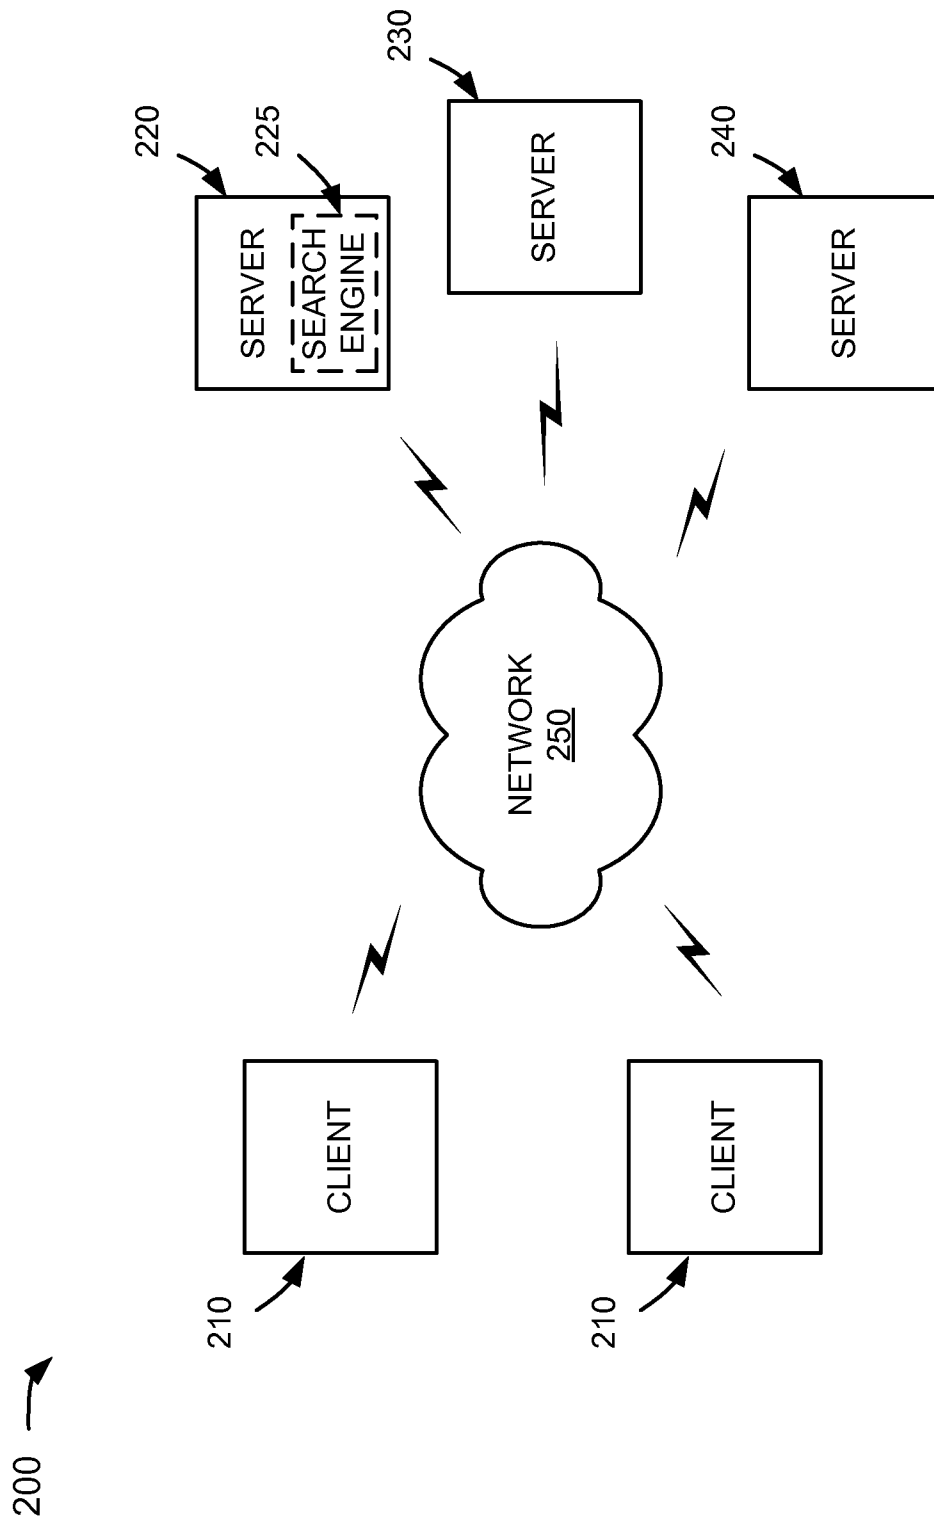 200
210
CLIENT
210
CLIENT
NETWORK
250
220
SERVER
225
SEARCH
ENGINE
230
SERVER
240
SERVER